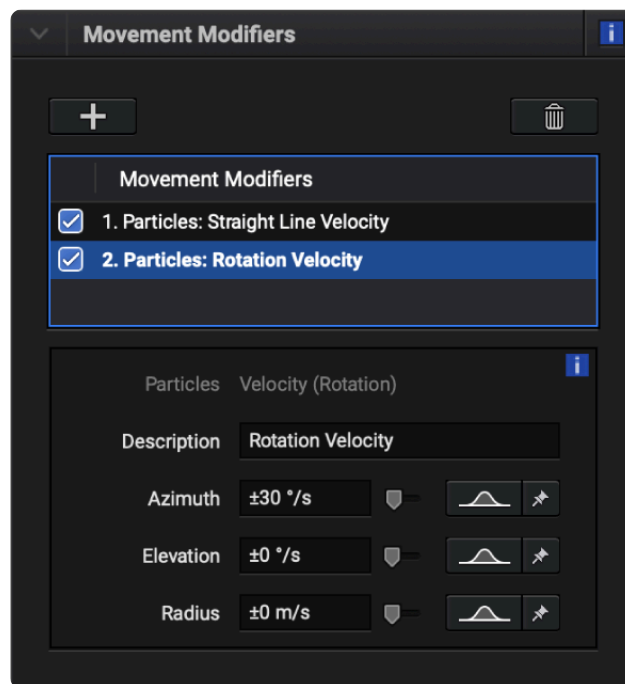 Movement Modifiers
i
Movement Modifiers
1. Particles: Straight Line Velocity
2. Particles: Rotation Velocity
i
Particles Velocity (Rotation)
Description Rotation Velocity
Azimuth ±30 °/s
Elevation ±0 °/s
Radius ±0 m/s